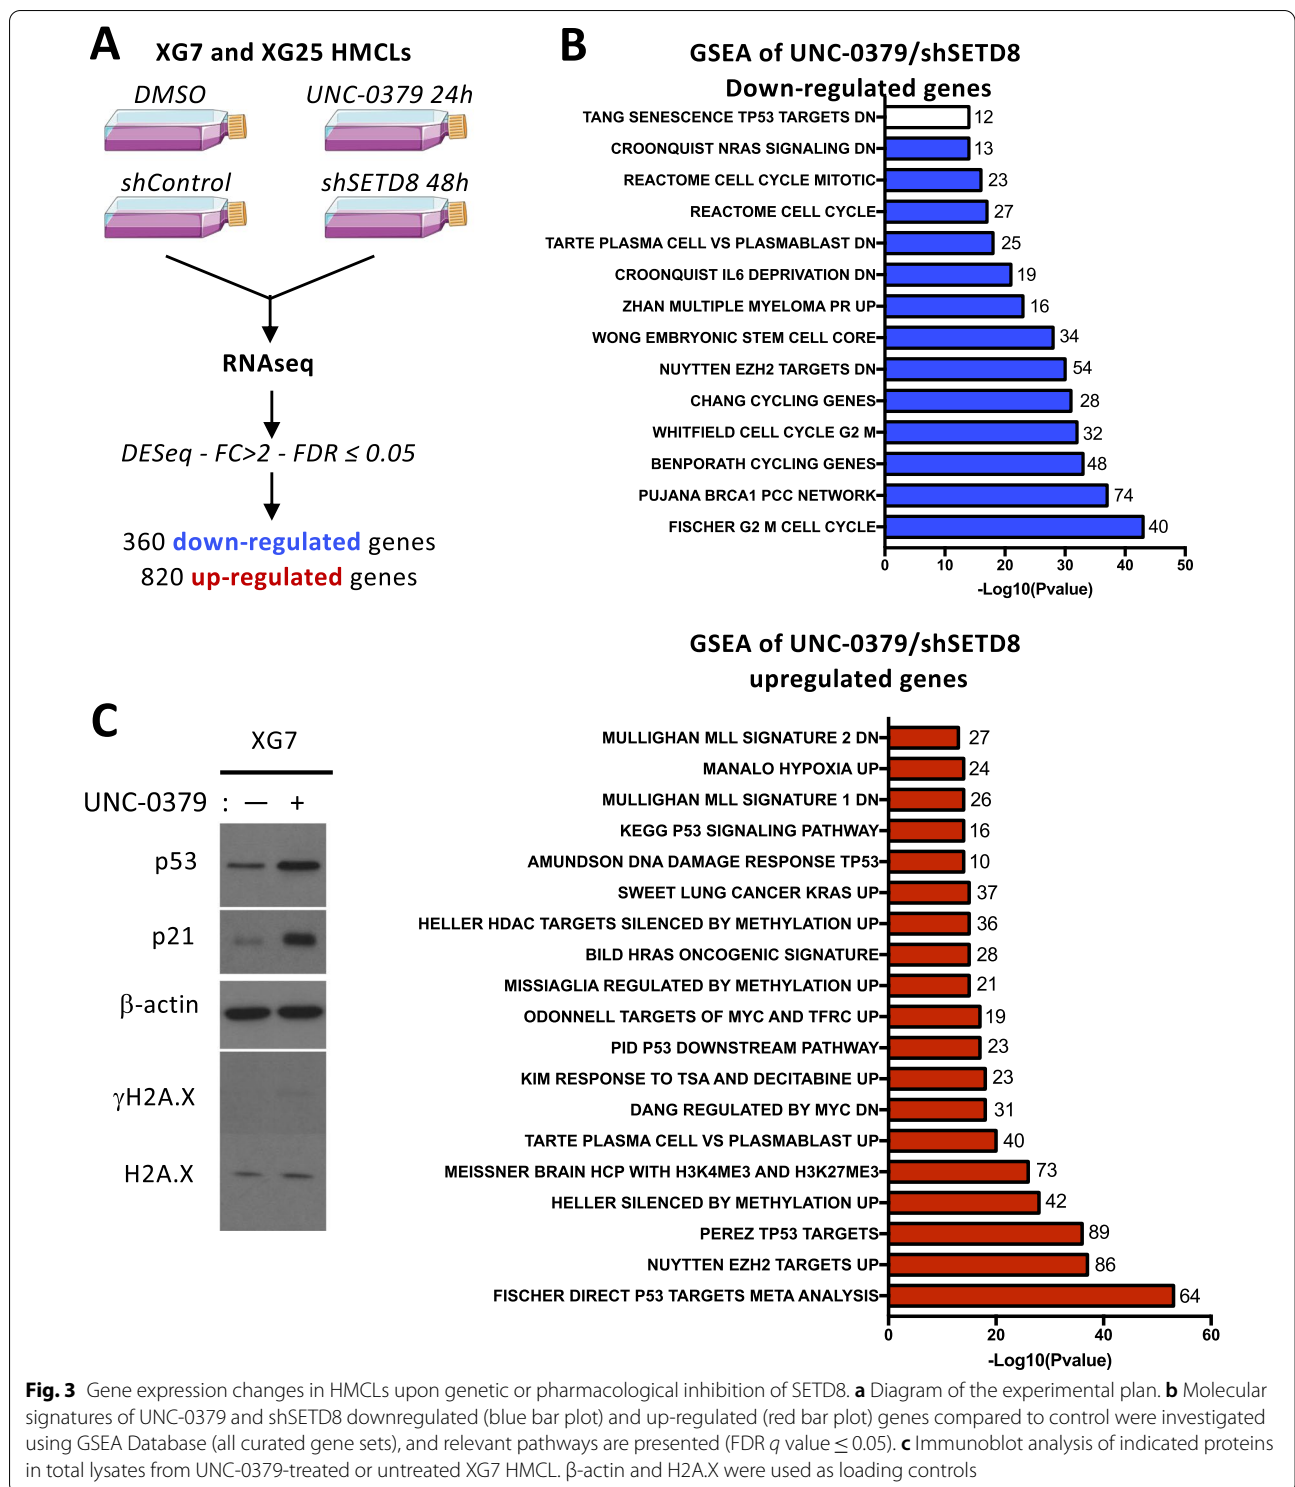 A
XG7 and XG25 HMCLs
DMSO
UNC-0379 24h
shControl
shSETD8 48h
RNAseq
DESeq - FC>2 - FDR ≤ 0.05
360 down-regulated genes
820 up-regulated genes
B
GSEA of UNC-0379/shSETD8
Down-regulated genes
TANG SENESCENCE TP53 TARGETS DN 12
CROONQUIST NRAS SIGNALING DN 13
REACTOME CELL CYCLE MITOTIC 23
REACTOME CELL CYCLE 27
TARTE PLASMA CELL VS PLASMABLAST DN 25
CROONQUIST IL6 DEPRIVATION DN 19
ZHAN MULTIPLE MYELOMA PR UP 16
WONG EMBRYONIC STEM CELL CORE 34
NUYTTEN EZH2 TARGETS DN 54
CHANG CYCLING GENES 28
WHITFIELD CELL CYCLE G2 M 32
BENPORATH CYCLING GENES 48
PUJANA BRCA1 PCC NETWORK 74
FISCHER G2 M CELL CYCLE 40
0 10 20 30 40 50
-Log10(Pvalue)
GSEA of UNC-0379/shSETD8
upregulated genes
MULLIGHAN MLL SIGNATURE 2 DN 27
MANALO HYPOXIA UP 24
MULLIGHAN MLL SIGNATURE 1 DN 26
KEGG P53 SIGNALING PATHWAY 16
AMUNDSON DNA DAMAGE RESPONSE TP53 10
SWEET LUNG CANCER KRAS UP 37
HELLER HDAC TARGETS SILENCED BY METHYLATION UP 36
BILD HRAS ONCOGENIC SIGNATURE 28
MISSIAGLIA REGULATED BY METHYLATION UP 21
ODONNELL TARGETS OF MYC AND TFRC UP 19
PID P53 DOWNSTREAM PATHWAY 23
KIM RESPONSE TO TSA AND DECITABINE UP 23
DANG REGULATED BY MYC DN 31
TARTE PLASMA CELL VS PLASMABLAST UP 40
MEISSNER BRAIN HCP WITH H3K4ME3 AND H3K27ME3 73
HELLER SILENCED BY METHYLATION UP 42
PEREZ TP53 TARGETS 89
NUYTTEN EZH2 TARGETS UP 86
FISCHER DIRECT P53 TARGETS META ANALYSIS 64
0 20 40 60
-Log10(Pvalue)
C
XG7
UNC-0379 : — +
p53
p21
β-actin
γH2A.X
H2A.X
Fig. 3 Gene expression changes in HMCLs upon genetic or pharmacological inhibition of SETD8. a Diagram of the experimental plan. b Molecular
signatures of UNC-0379 and shSETD8 downregulated (blue bar plot) and up-regulated (red bar plot) genes compared to control were investigated
using GSEA Database (all curated gene sets), and relevant pathways are presented (FDR q value ≤ 0.05). c Immunoblot analysis of indicated proteins
in total lysates from UNC-0379-treated or untreated XG7 HMCL. β-actin and H2A.X were used as loading controls